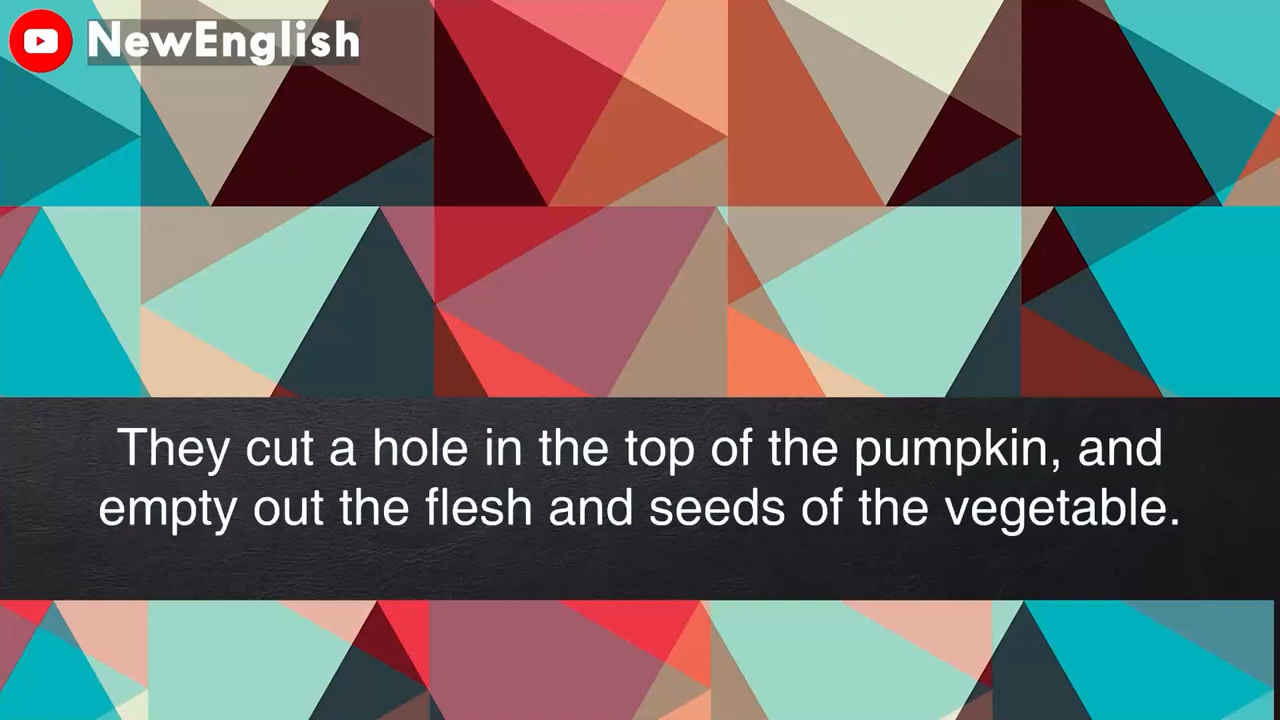 NewEnglish
They cut a hole in the top of the pumpkin, and
empty out the flesh and seeds of the vegetable.